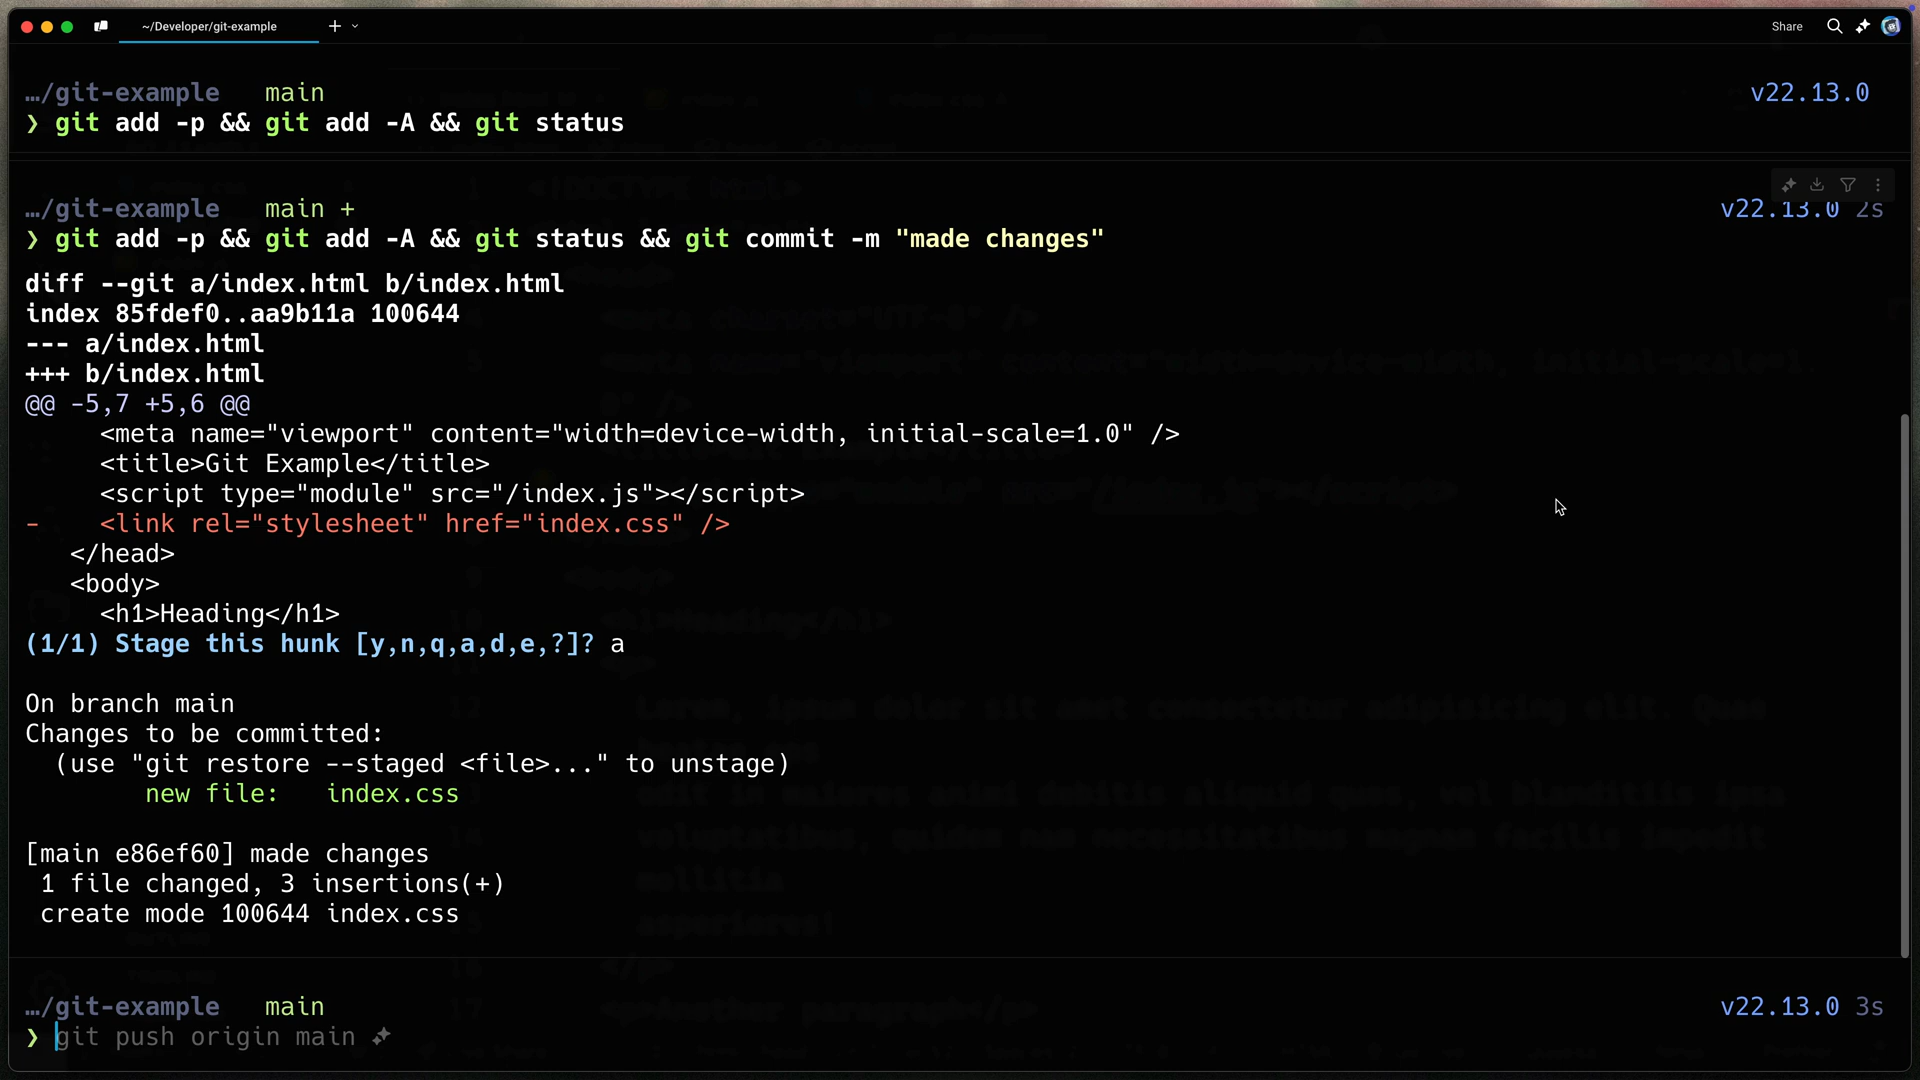 ~/Developer/git-example
Share
…/git-example main v22.13.0
❯ git add -p && git add -A && git status
…/git-example main + v22.13.0 2s
❯ git add -p && git add -A && git status && git commit -m "made changes"
diff --git a/index.html b/index.html
index 85fdef0..aa9b11a 100644
--- a/index.html
+++ b/index.html
@@ -5,7 +5,6 @@
<meta name="viewport" content="width=device-width, initial-scale=1.0" />
<title>Git Example</title>
<script type="module" src="/index.js"></script>
- <link rel="stylesheet" href="index.css" />
</head>
<body>
<h1>Heading</h1>
(1/1) Stage this hunk [y,n,q,a,d,e,?]? a
On branch main
Changes to be committed:
(use "git restore --staged <file>..." to unstage)
new file: index.css
[main e86ef60] made changes
1 file changed, 3 insertions(+)
create mode 100644 index.css
…/git-example main v22.13.0 3s
❯ git push origin main